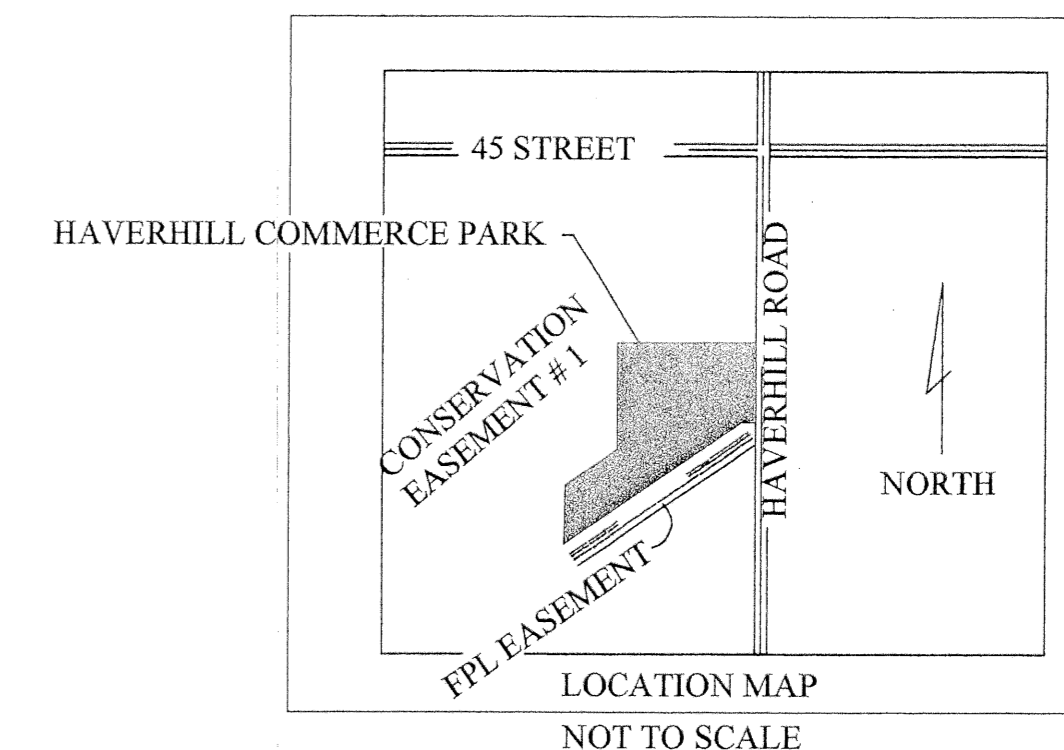 45 STREET
HAVERHILL COMMERCE PARK
HAVERHILL ROAD
CONSERVATION
EASEMENT # 1
NORTH
FPL EASEMENT
LOCATION MAP
NOT TO SCALE